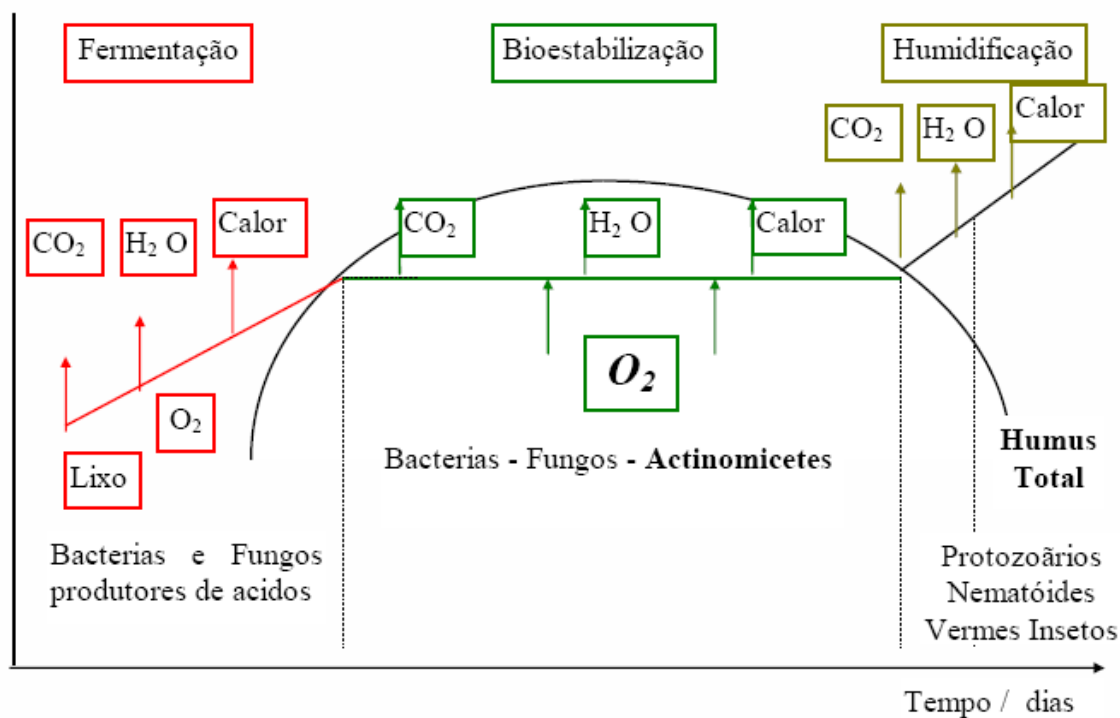 Fermentação
Bioestabilização
Humidificação
CO₂
H₂ O
Calor
CO₂
H₂ O
Calor
CO₂
H₂ O
Calor
O₂
O₂
Lixo
Bacterias - Fungos - Actinomicetes
Humus
Total
Bacterias e Fungos
produtores de acidos
Protozoãrios
Nematóides
Vermes Insetos
Tempo / dias